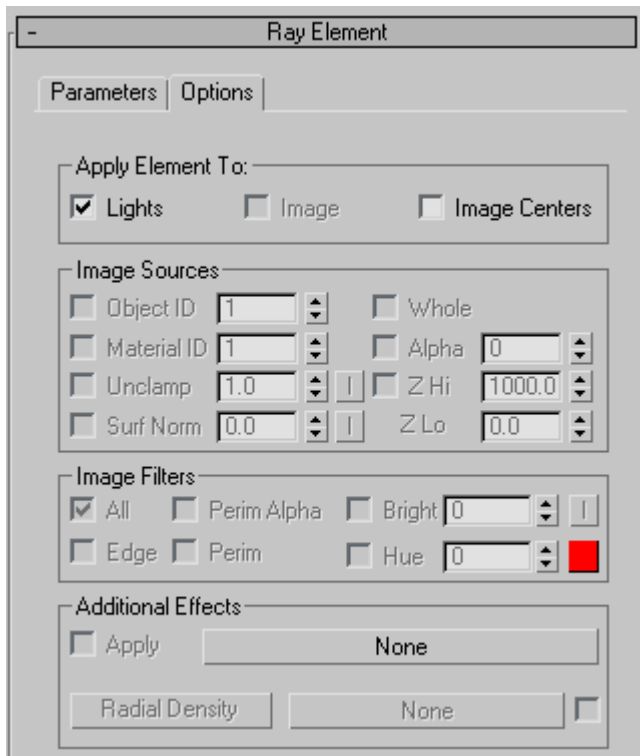 - Ray Element
Parameters Options
Apply Element To:
Lights Image Image Centers
Image Sources
Object ID 1 Whole
Material ID 1 Alpha 0
Unclamp 1.0 I Z Hi 1000.0
Surf Norm 0.0 I Z Lo 0.0
Image Filters
All Perim Alpha Bright 0 I
Edge Perim Hue 0
Additional Effects
Apply None
Radial Density None